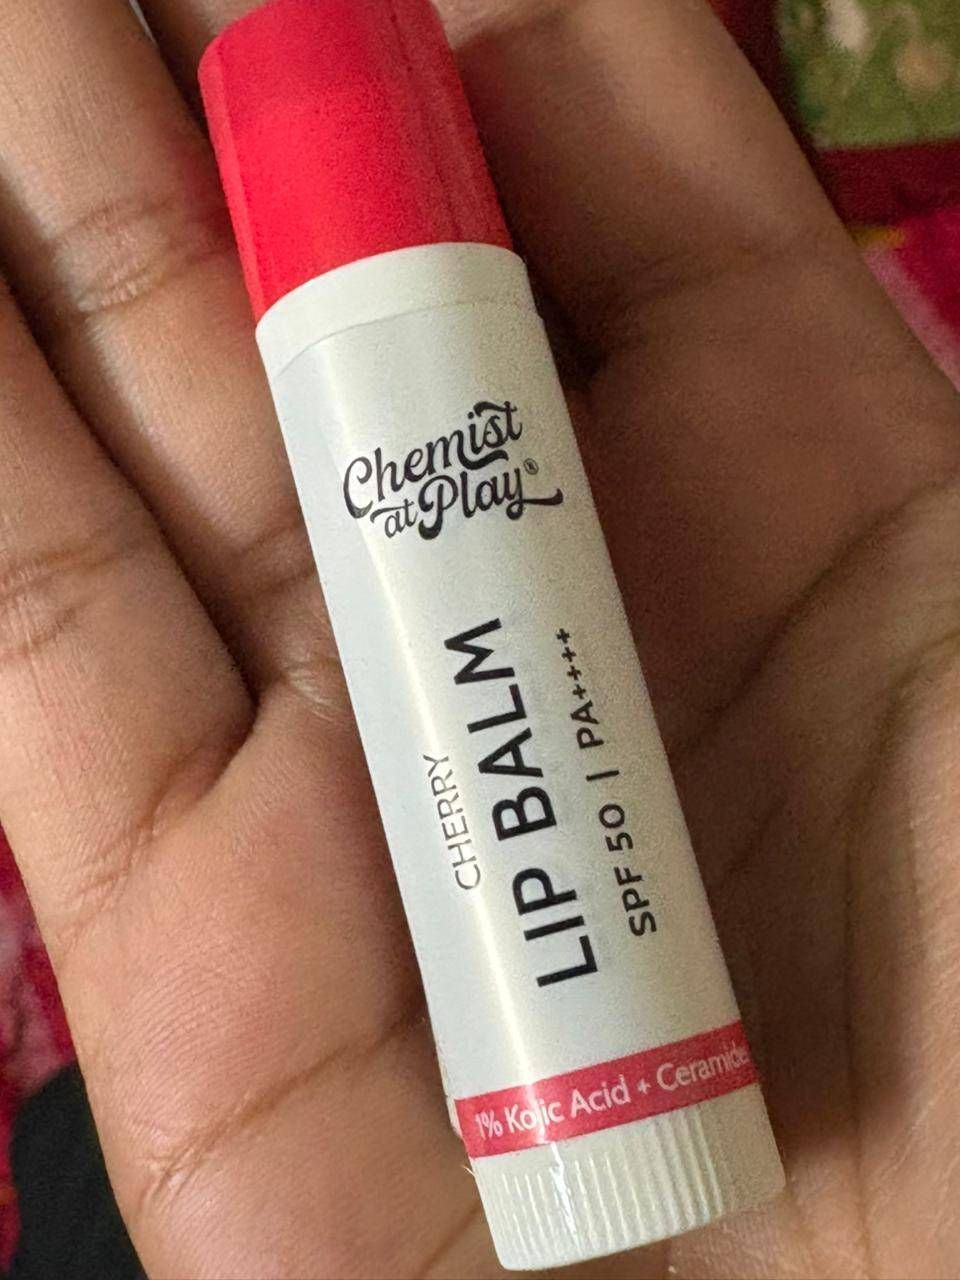 Chemist
at Play®
CHERRY
LIP BALM
SPF 50 | PA++++
1% Kojic Acid + Ceramide